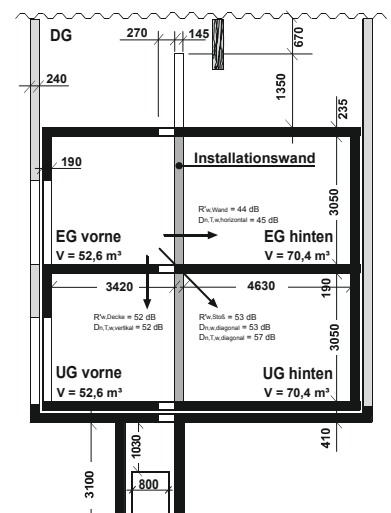 DG
270
145
670
240
1350
235
190
Installationswand
R'w,Wand = 44 dB
Dn,T,w,horizontal = 45 dB
3050
EG vorne
V = 52,6 m³
EG hinten
V = 70,4 m³
3420
4630
190
R'w,Decke = 52 dB
Dn,T,w,vertikal = 52 dB
R'w,Stoß = 53 dB
Dn,w,diagonal = 53 dB
Dn,T,w,diagonal = 57 dB
3050
UG vorne
V = 52,6 m³
UG hinten
V = 70,4 m³
410
1030
3100
800